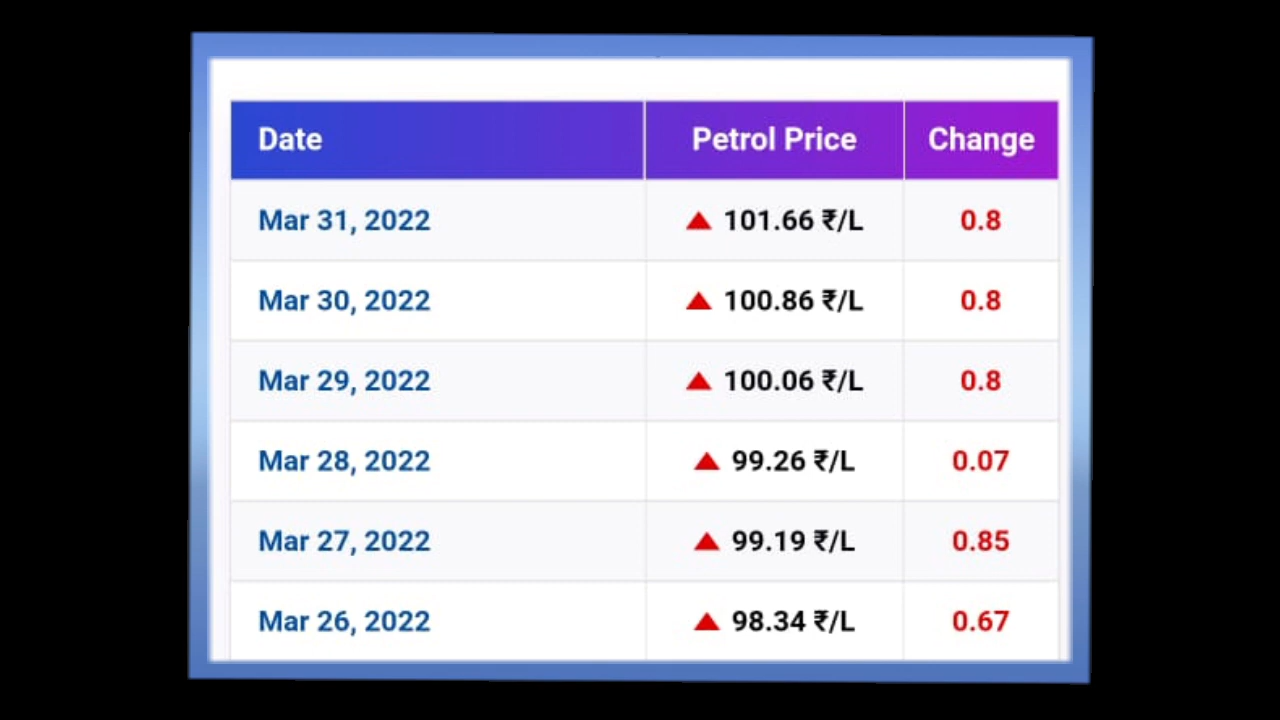 Date Petrol Price Change
Mar 31, 2022 ▲ 101.66 ₹/L 0.8
Mar 30, 2022 ▲ 100.86 ₹/L 0.8
Mar 29, 2022 ▲ 100.06 ₹/L 0.8
Mar 28, 2022 ▲ 99.26 ₹/L 0.07
Mar 27, 2022 ▲ 99.19 ₹/L 0.85
Mar 26, 2022 ▲ 98.34 ₹/L 0.67